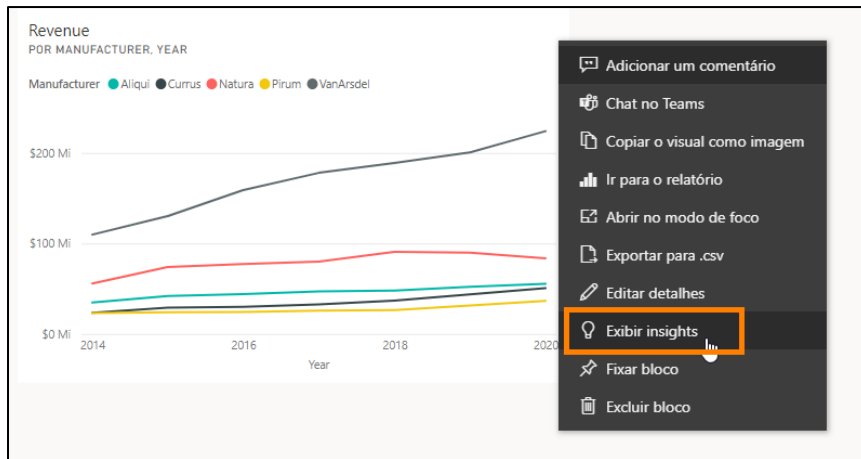 Revenue
POR MANUFACTURER, YEAR
Manufacturer Aliqui Currus Natura Pirum VanArsdel
$200 Mi
$100 Mi
$0 Mi
2014 2016 2018 2020
Year
Adicionar um comentário
Chat no Teams
Copiar o visual como imagem
Ir para o relatório
Abrir no modo de foco
Exportar para .csv
Editar detalhes
Exibir insights
Fixar bloco
Excluir bloco